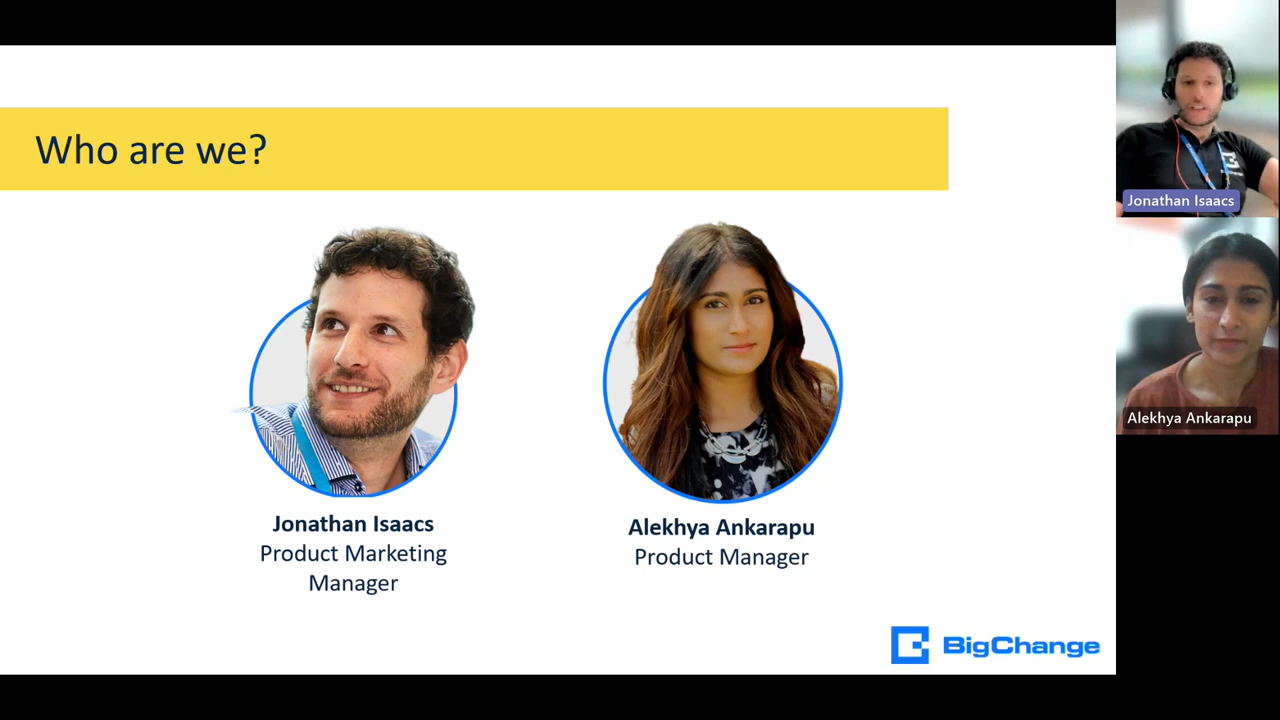 Who are we?
Jonathan Isaacs
Product Marketing
Manager
Alekhya Ankarapu
Product Manager
BigChange
Jonathan Isaacs
Alekhya Ankarapu